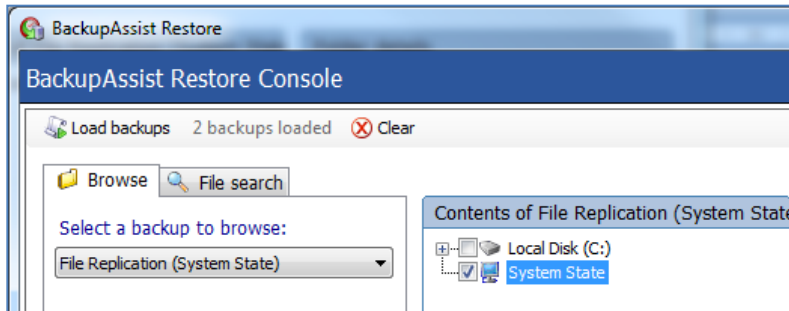 BackupAssist Restore
BackupAssist Restore Console
Load backups 2 backups loaded Clear
Browse File search
Select a backup to browse:
File Replication (System State)
Contents of File Replication (System State
Local Disk (C:)
System State